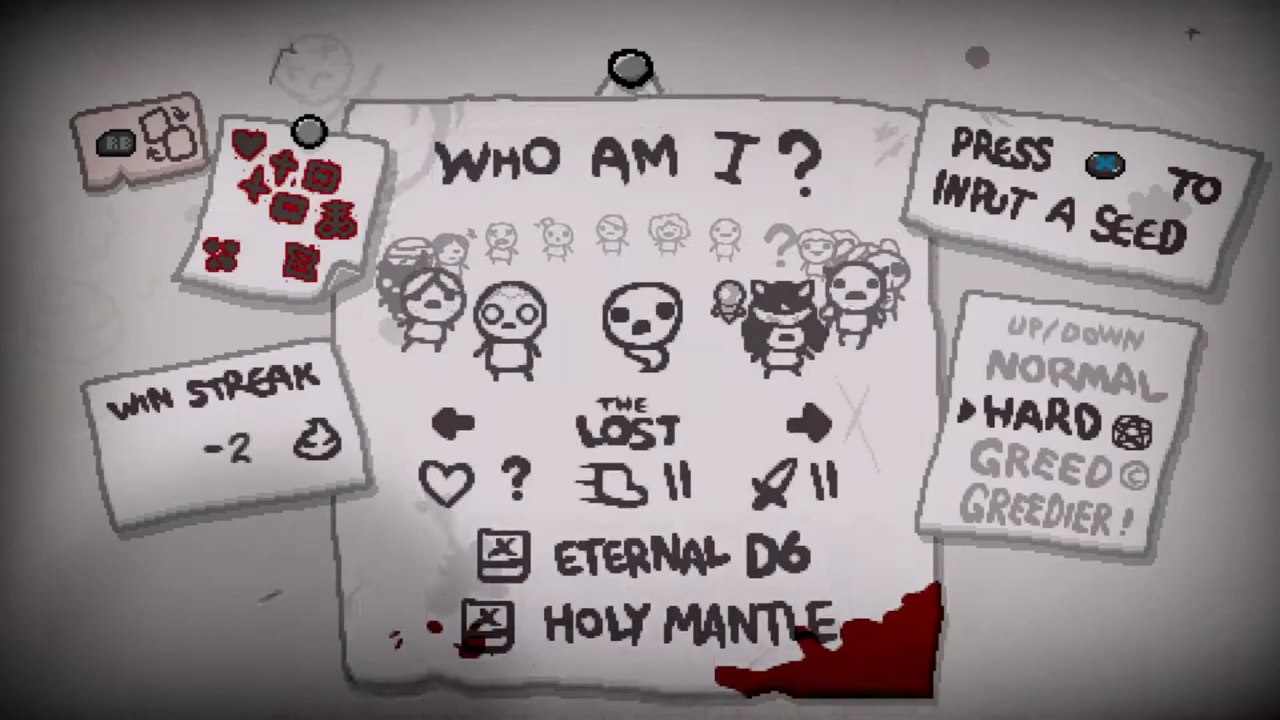 WHO AM I?
RB
PRESS X TO
INPUT A SEED
WIN STREAK
-2
UP/DOWN
NORMAL
HARD
GREED
GREEDIER!
THE
LOST
?
ETERNAL D6
HOLY MANTLE